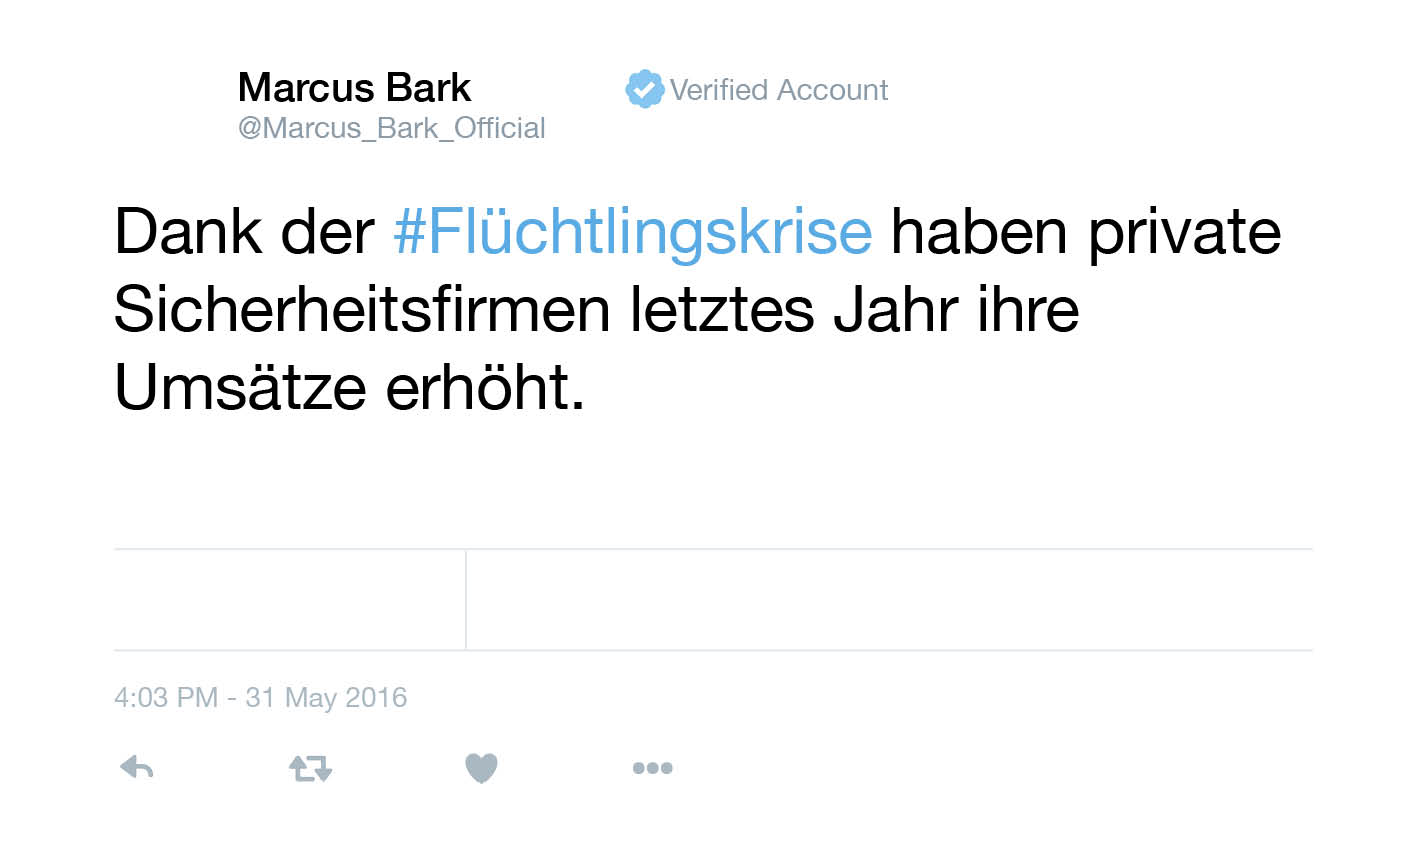 Marcus Bark
Verified Account
@Marcus_Bark_Official
Dank der #Flüchtlingskrise haben private
Sicherheitsfirmen letztes Jahr ihre
Umsätze erhöht.
4:03 PM - 31 May 2016